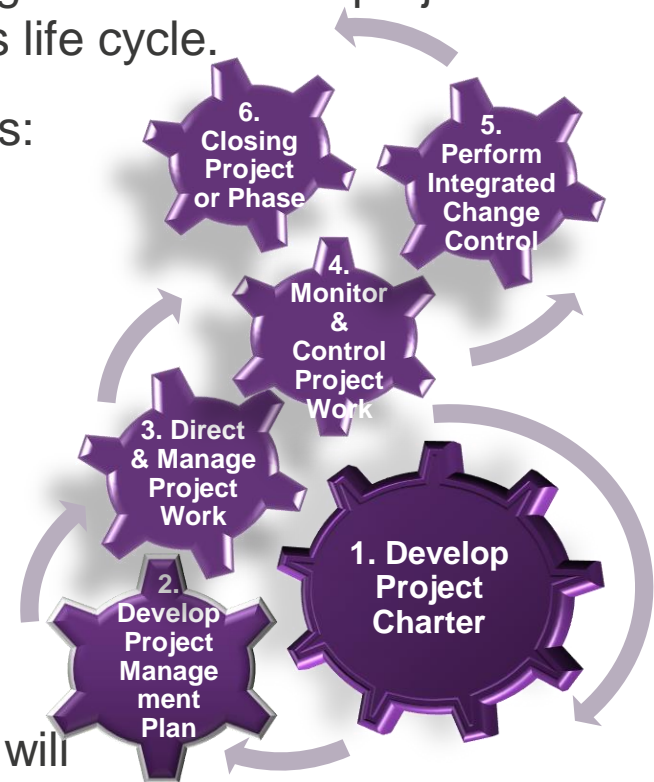 s life cycle.
s:
6.
Closing
Project
or Phase
5.
Perform
Integrated
Change
Control
4.
Monitor
&
Control
Project
Work
3. Direct
& Manage
Project
Work
1. Develop
Project
Charter
2.
Develop
Project
Manage
ment
Plan
will